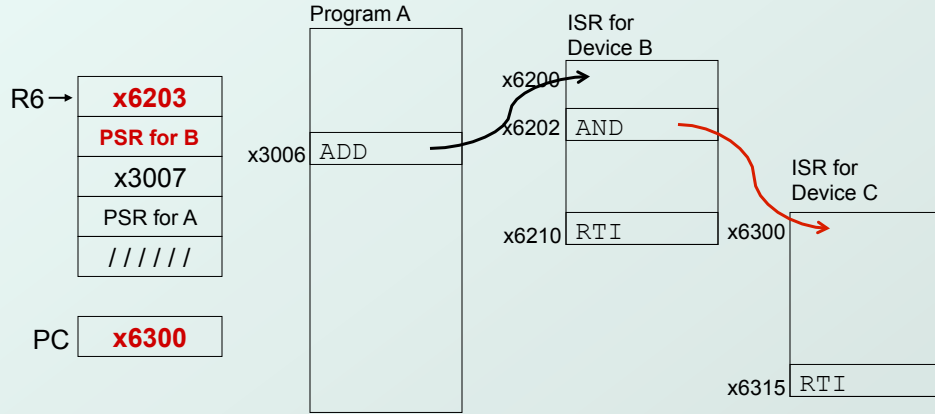 Program A
ISR for
Device B
R6
x6203
PSR for B
x3007
PSR for A
//////
PC
x6300
x3006
ADD
x6200
x6202
AND
x6210
RTI
ISR for
Device C
x6300
x6315
RTI